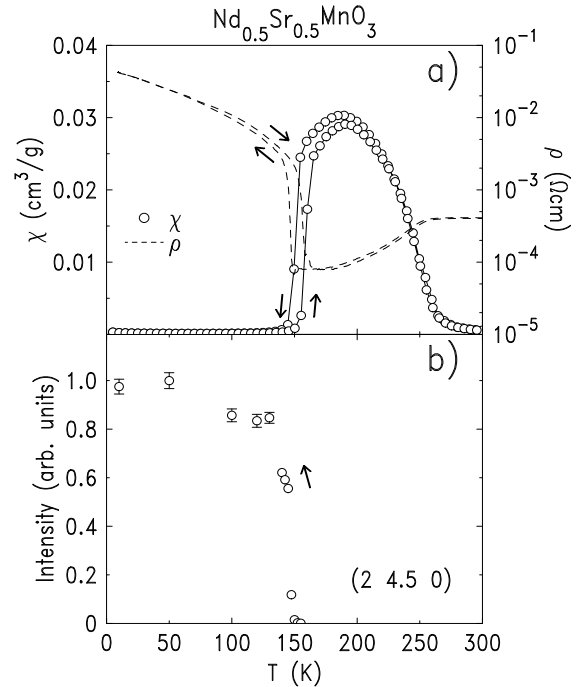 Nd0.5Sr0.5MnO3
a)
0.04
0.03
0.02
0.01
χ (cm3/g)
χ
ρ
10−1
10−2
10−3
10−4
10−5
ρ (Ωcm)
b)
1.0
0.8
0.6
0.4
0.2
0
Intensity (arb. units)
(2 4.5 0)
0 50 100 150 200 250 300
T (K)